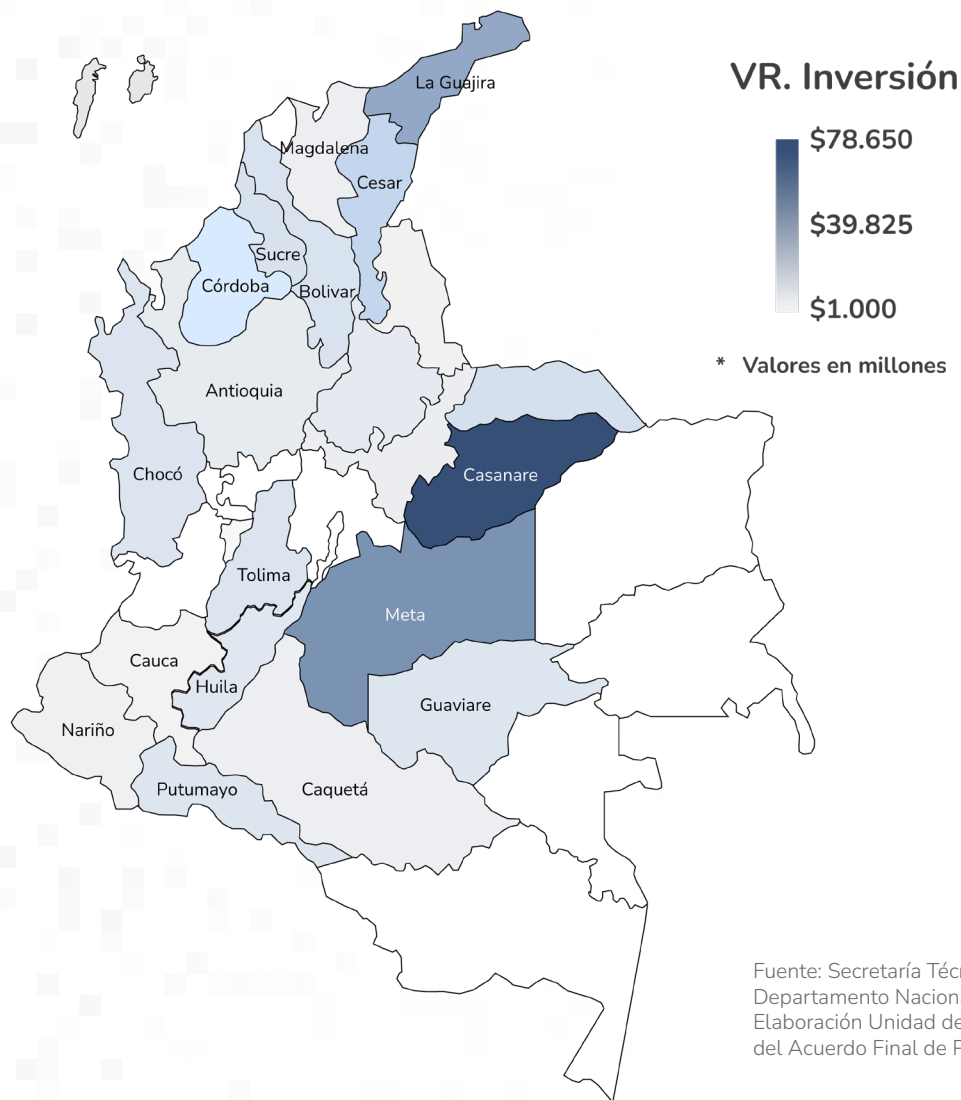 La Guajira
VR. Inversión
$78.650
Magdalena
Cesar
$39.825
Sucre
Córdoba
Bolivar
$1.000
* Valores en millones
Antioquia
Chocó
Casanare
Tolima
Meta
Cauca
Huila
Guaviare
Nariño
Putumayo
Caquetá
Fuente: Secretaría
Departamento
Elaboración Unidad de
del Acuerdo Final de